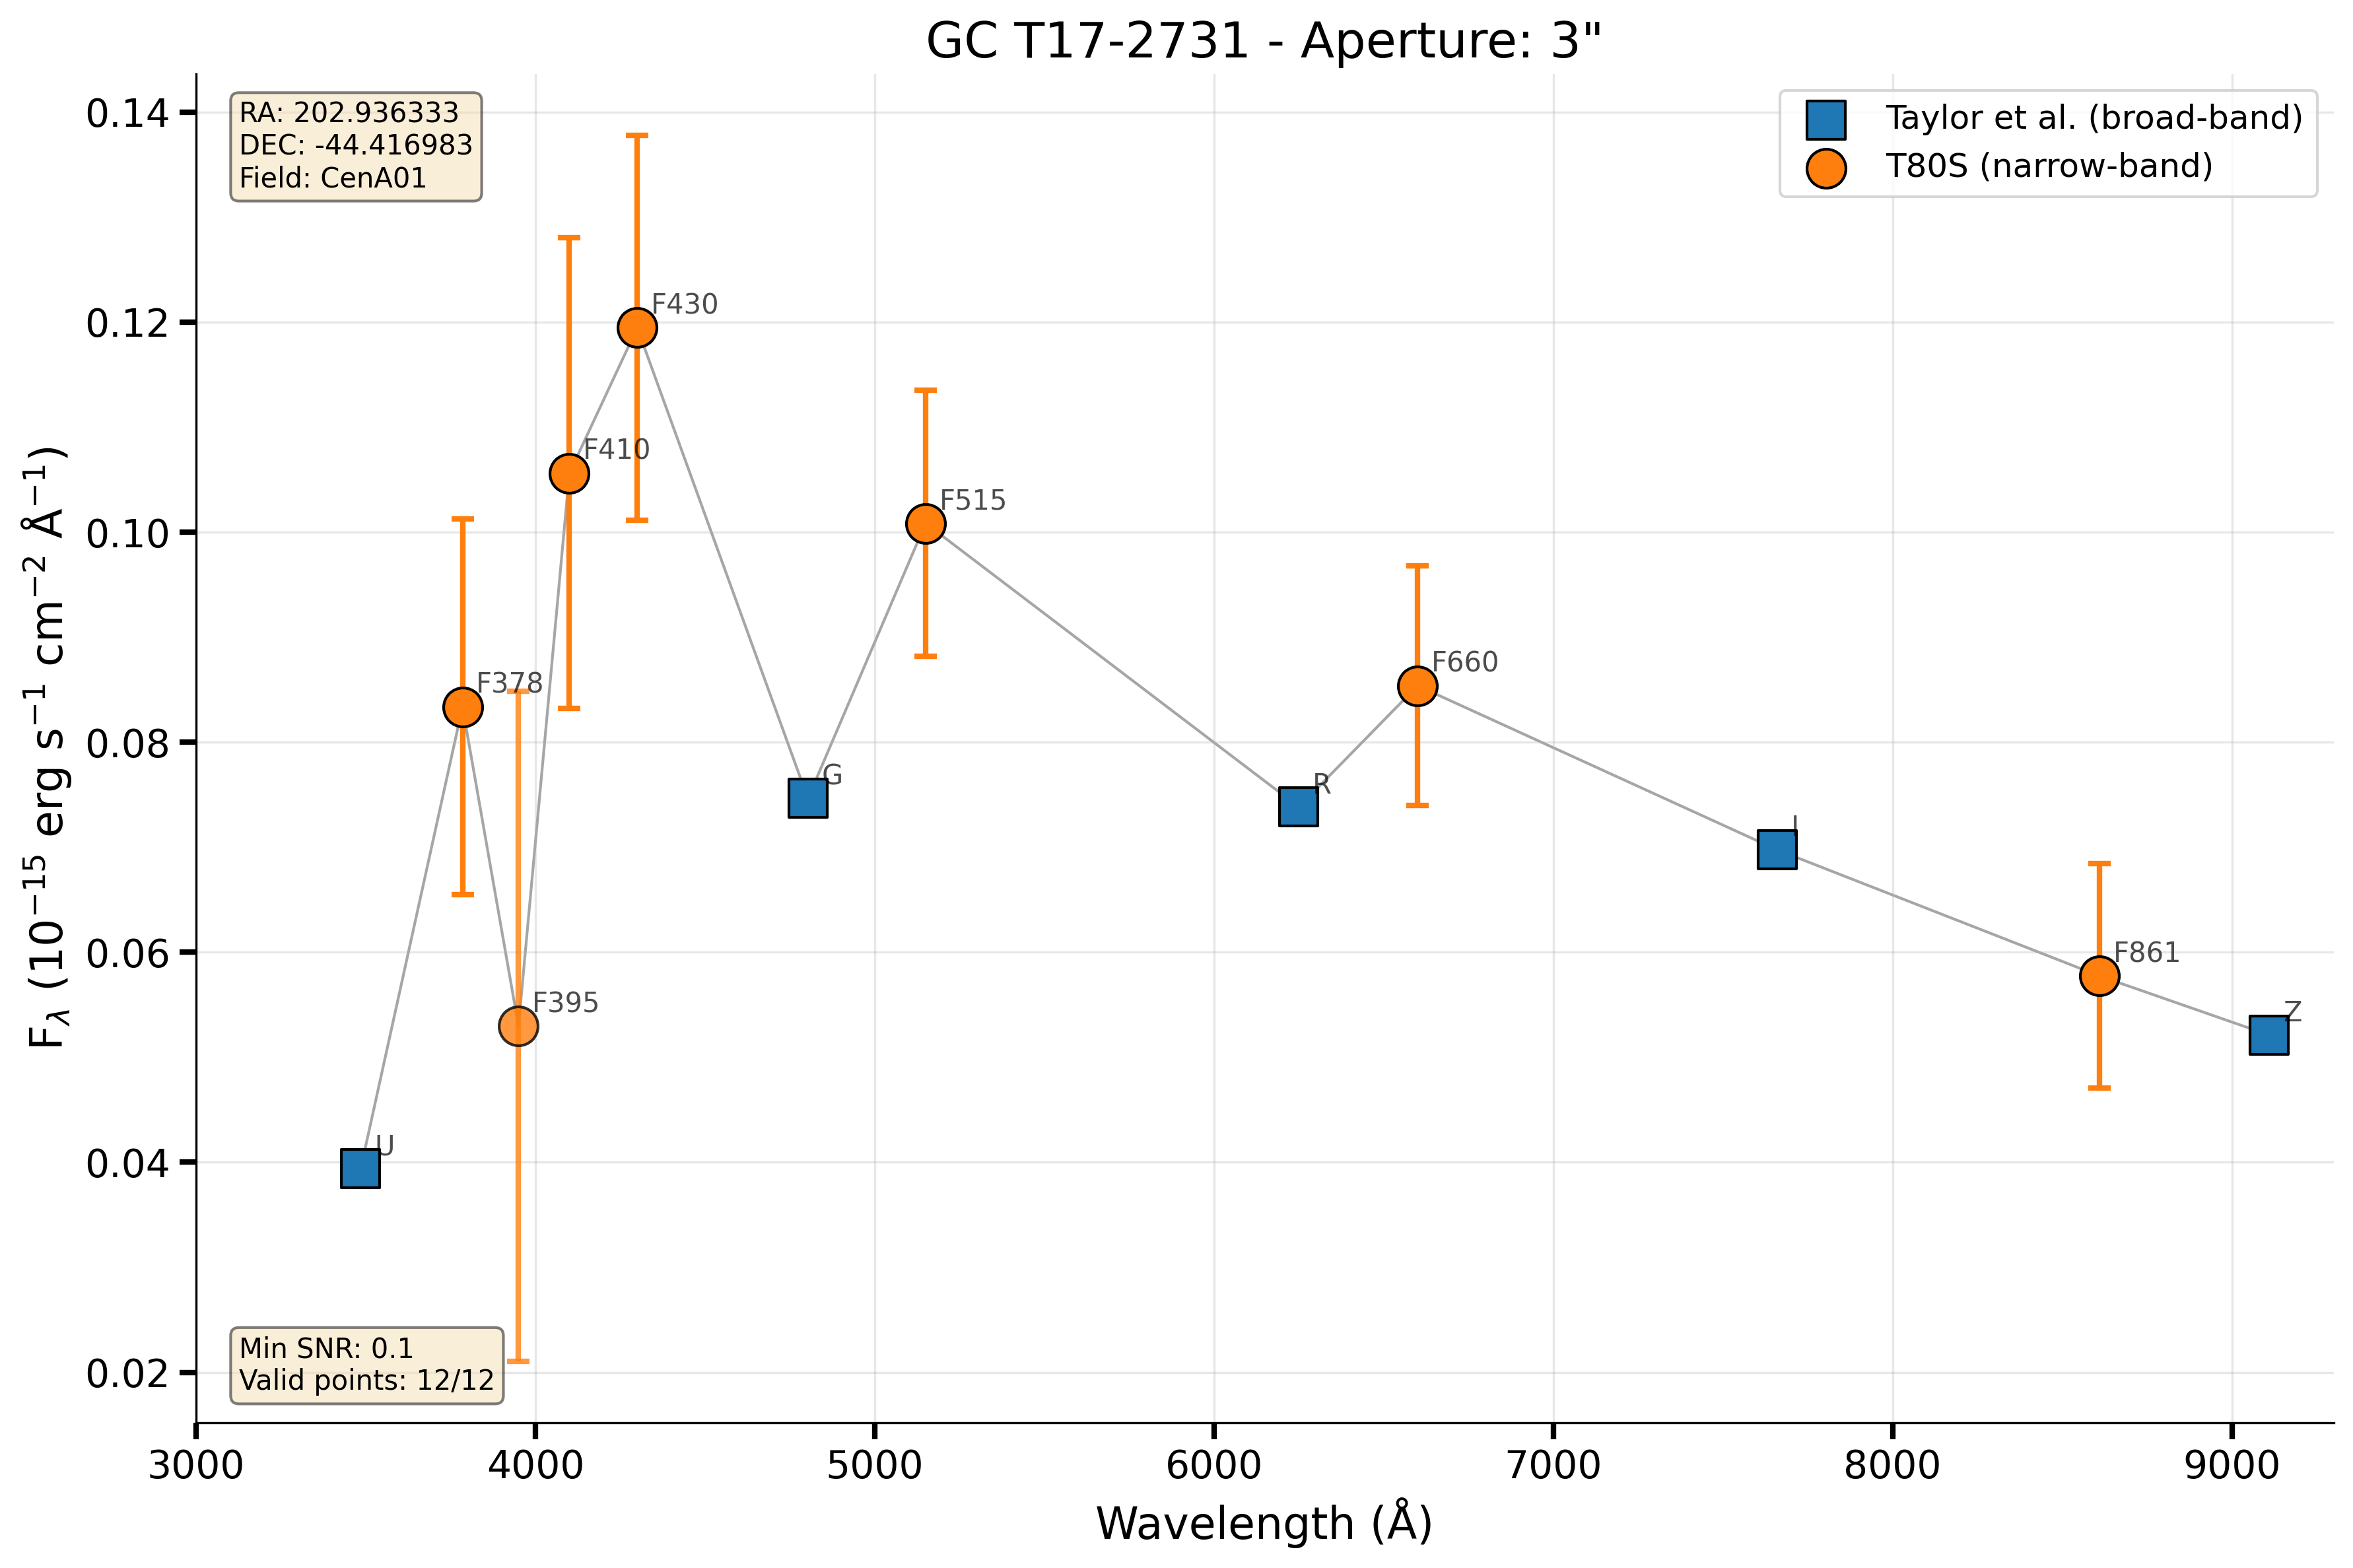 GC T17-2731 - Aperture: 3"
RA: 202.936333
DEC: -44.416983
Field: CenA01
Taylor et al. (broad-band)
T80S (narrow-band)
0.14
0.12
0.10
0.08
0.06
0.04
0.02
F430
F410
F515
F378
F660
G
R
I
F861
F395
Z
U
Min SNR: 0.1
Valid points: 12/12
3000
4000
5000
6000
7000
8000
9000
Wavelength (Å)
F$_{λ}$ (10$^{-15}$ erg s$^{-1}$ cm$^{-2}$ Å$^{-1}$)